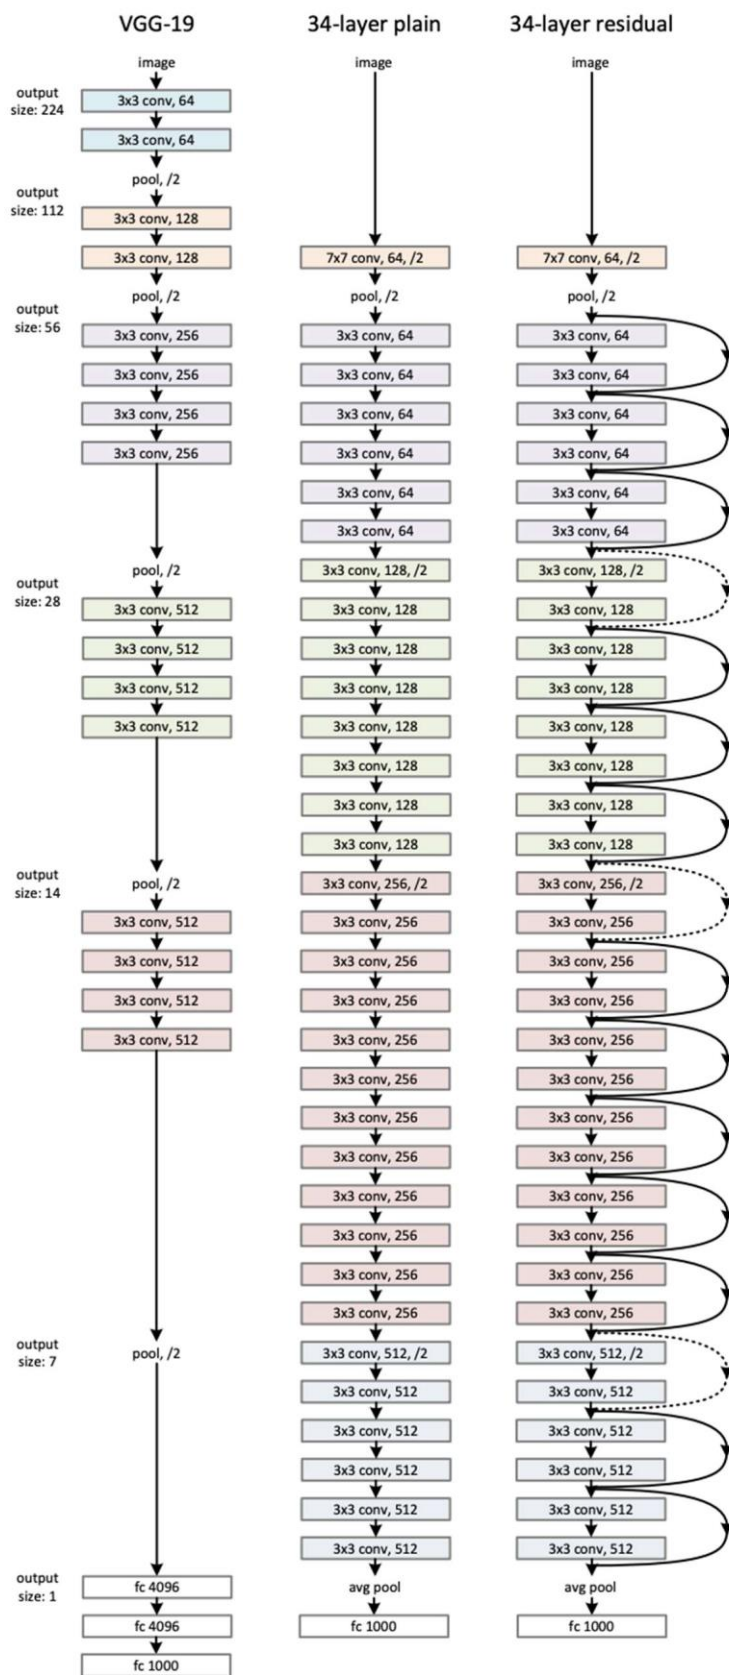 VGG-19
34-layer plain
34-layer residual
output
size: 224
output
size: 112
output
size: 56
output
size: 28
output
size: 14
output
size: 7
output
size: 1
image
3x3 conv, 64
3x3 conv, 64
pool, /2
3x3 conv, 128
3x3 conv, 128
pool, /2
3x3 conv, 256
3x3 conv, 256
3x3 conv, 256
3x3 conv, 256
pool, /2
3x3 conv, 512
3x3 conv, 512
3x3 conv, 512
3x3 conv, 512
pool, /2
3x3 conv, 512
3x3 conv, 512
3x3 conv, 512
3x3 conv, 512
pool, /2
fc 4096
fc 4096
fc 1000
image
7x7 conv, 64, /2
pool, /2
3x3 conv, 64
3x3 conv, 64
3x3 conv, 64
3x3 conv, 64
3x3 conv, 64
3x3 conv, 64
3x3 conv, 128, /2
3x3 conv, 128
3x3 conv, 128
3x3 conv, 128
3x3 conv, 128
3x3 conv, 128
3x3 conv, 128
3x3 conv, 128
3x3 conv, 256, /2
3x3 conv, 256
3x3 conv, 256
3x3 conv, 256
3x3 conv, 256
3x3 conv, 256
3x3 conv, 256
3x3 conv, 256
3x3 conv, 256
3x3 conv, 256
3x3 conv, 256
3x3 conv, 256
3x3 conv, 512, /2
3x3 conv, 512
3x3 conv, 512
3x3 conv, 512
3x3 conv, 512
3x3 conv, 512
avg pool
fc 1000
image
7x7 conv, 64, /2
pool, /2
3x3 conv, 64
3x3 conv, 64
3x3 conv, 64
3x3 conv, 64
3x3 conv, 64
3x3 conv, 64
3x3 conv, 128, /2
3x3 conv, 128
3x3 conv, 128
3x3 conv, 128
3x3 conv, 128
3x3 conv, 128
3x3 conv, 128
3x3 conv, 128
3x3 conv, 256, /2
3x3 conv, 256
3x3 conv, 256
3x3 conv, 256
3x3 conv, 256
3x3 conv, 256
3x3 conv, 256
3x3 conv, 256
3x3 conv, 256
3x3 conv, 256
3x3 conv, 256
3x3 conv, 256
3x3 conv, 512, /2
3x3 conv, 512
3x3 conv, 512
3x3 conv, 512
3x3 conv, 512
3x3 conv, 512
avg pool
fc 1000